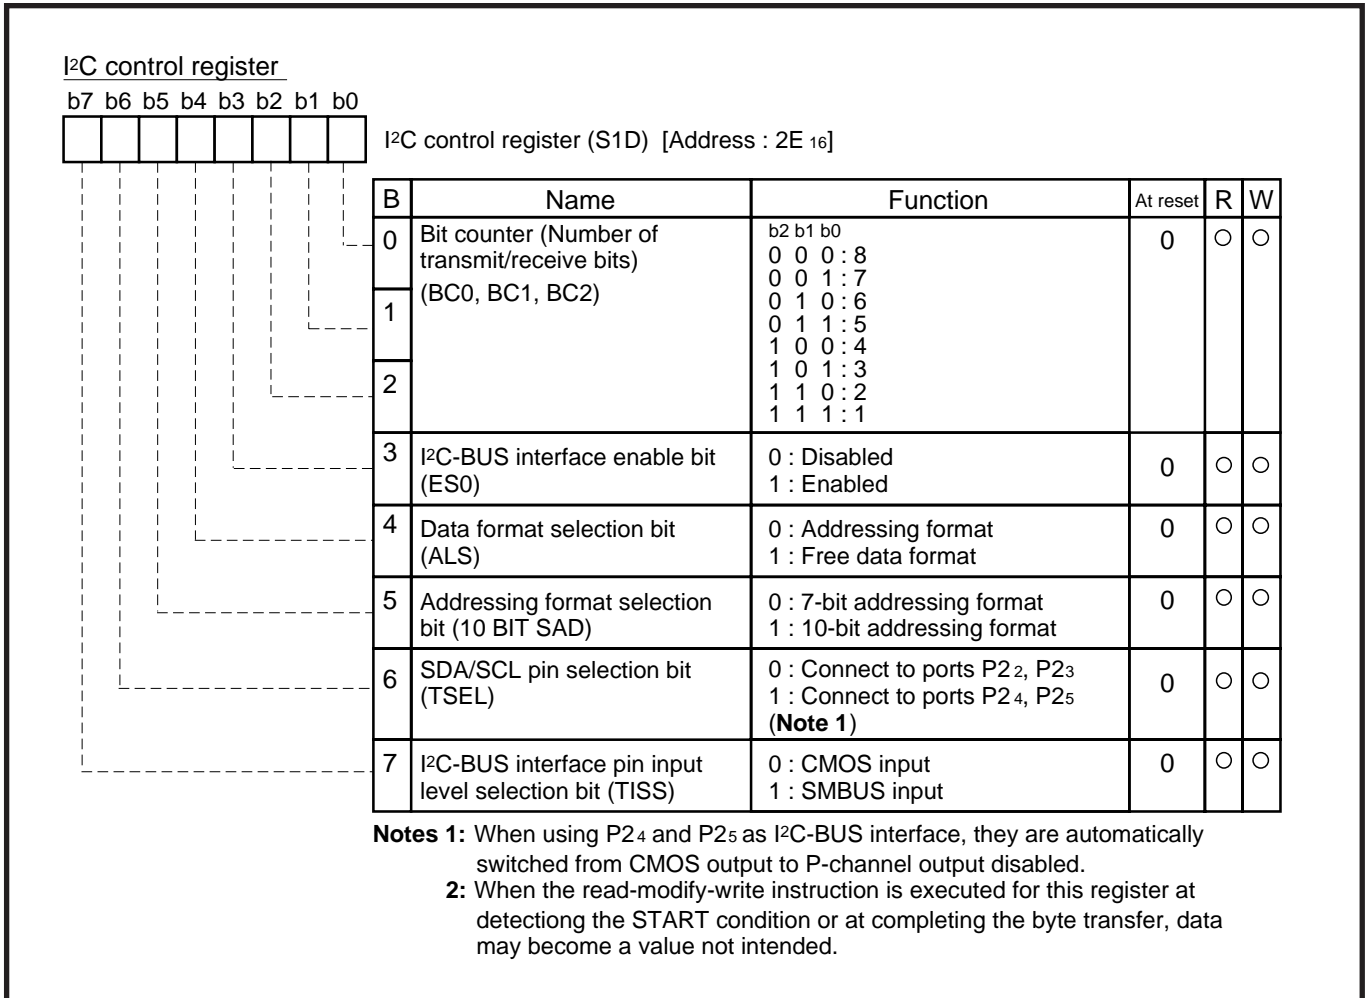 I2C control register
b7 b6 b5 b4 b3 b2 b1 b0
I2C control register (S1D) [Address : 2E 16]
B Name Function At reset R W
0 Bit counter (Number of transmit/receive bits) (BC0, BC1, BC2)
b2 b1 b0
0 0 0 : 8
0 0 1 : 7
0 1 0 : 6
0 1 1 : 5
1 0 0 : 4
1 0 1 : 3
1 1 0 : 2
1 1 1 : 1
0 ○ ○
1
2
3 I2C-BUS interface enable bit
(ES0)
0 : Disabled
1 : Enabled
0 ○ ○
4 Data format selection bit
(ALS)
0 : Addressing format
1 : Free data format
0 ○ ○
5 Addressing format selection
bit (10 BIT SAD)
0 : 7-bit addressing format
1 : 10-bit addressing format
0 ○ ○
6 SDA/SCL pin selection bit
(TSEL)
0 : Connect to ports P22, P23
1 : Connect to ports P24, P25
(Note 1)
0 ○ ○
7 I2C-BUS interface pin input
level selection bit (TISS)
0 : CMOS input
1 : SMBUS input
0 ○ ○
Notes 1: When using P24 and P25 as I2C-BUS interface, they are automatically
switched from CMOS output to P-channel output disabled.
2: When the read-modify-write instruction is executed for this register at
detectiong the START condition or at completing the byte transfer, data
may become a value not intended.